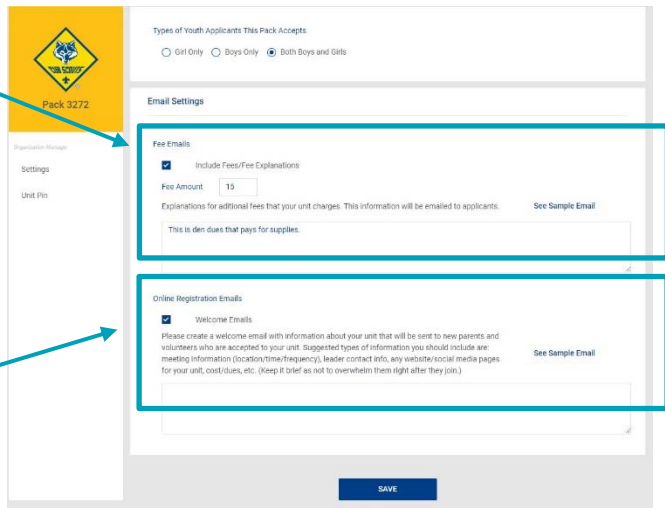 Types of Youth Applicants This Pack Accepts
Girl Only Boys Only Both Boys and Girls
CUB SCOUTS
Pack 3272
Organization Manager
Settings
Unit Pin
Email Settings
Fee Emails
Include Fees/Fee Explanations
Fee Amount 15
Explanations for aditional fees that your unit charges. This information will be emailed to applicants. See Sample Email
This is den dues that pays for supplies.
Online Registration Emails
Welcome Emails
Please create a welcome email with information about your unit that will be sent to new parents and
volunteers who are accepted to your unit. Suggested types of information you should include are:
meeting information (location/time/frequency), leader contact info, any website/social media pages
for your unit, cost/dues, etc. (Keep it brief as not to overwhelm them right after they join.)
See Sample Email
SAVE